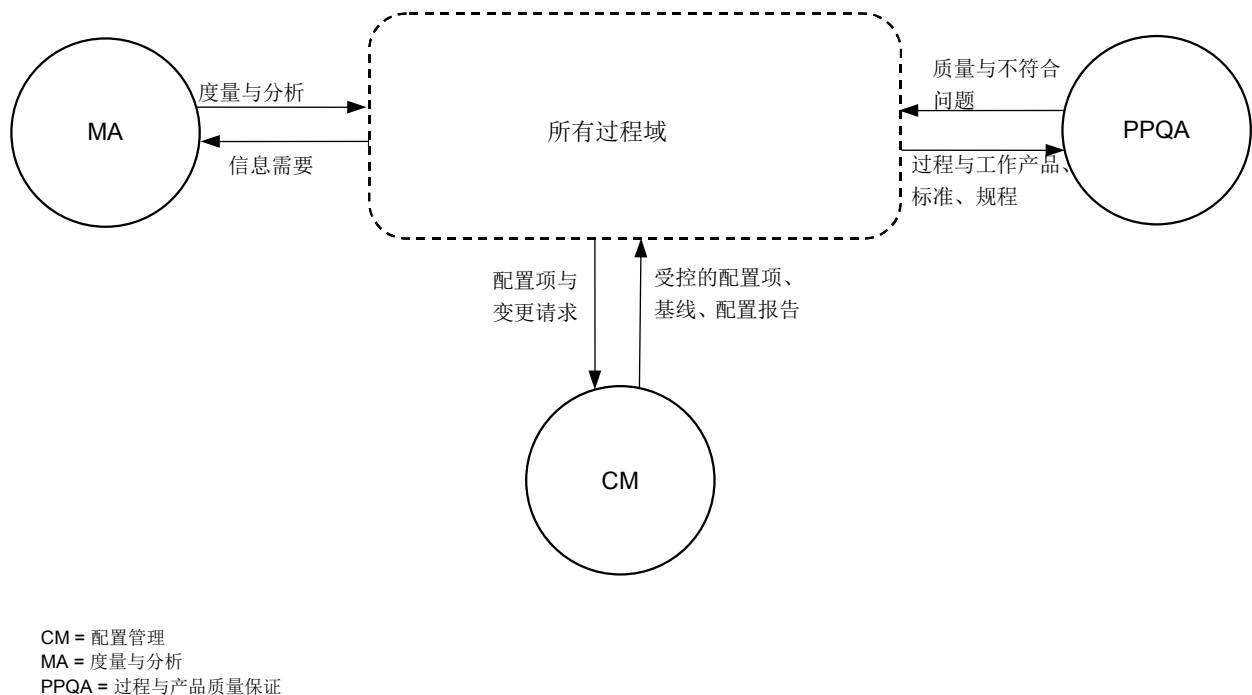 度量与分析
MA
信息需要
所有过程域
质量与不符合
问题
PPQA
过程与工作产品、
标准、规程
配置项与
变更请求
受控的配置项、
基线、配置报告
CM
CM = 配置管理
MA = 度量与分析
PPQA = 过程与产品质量保证